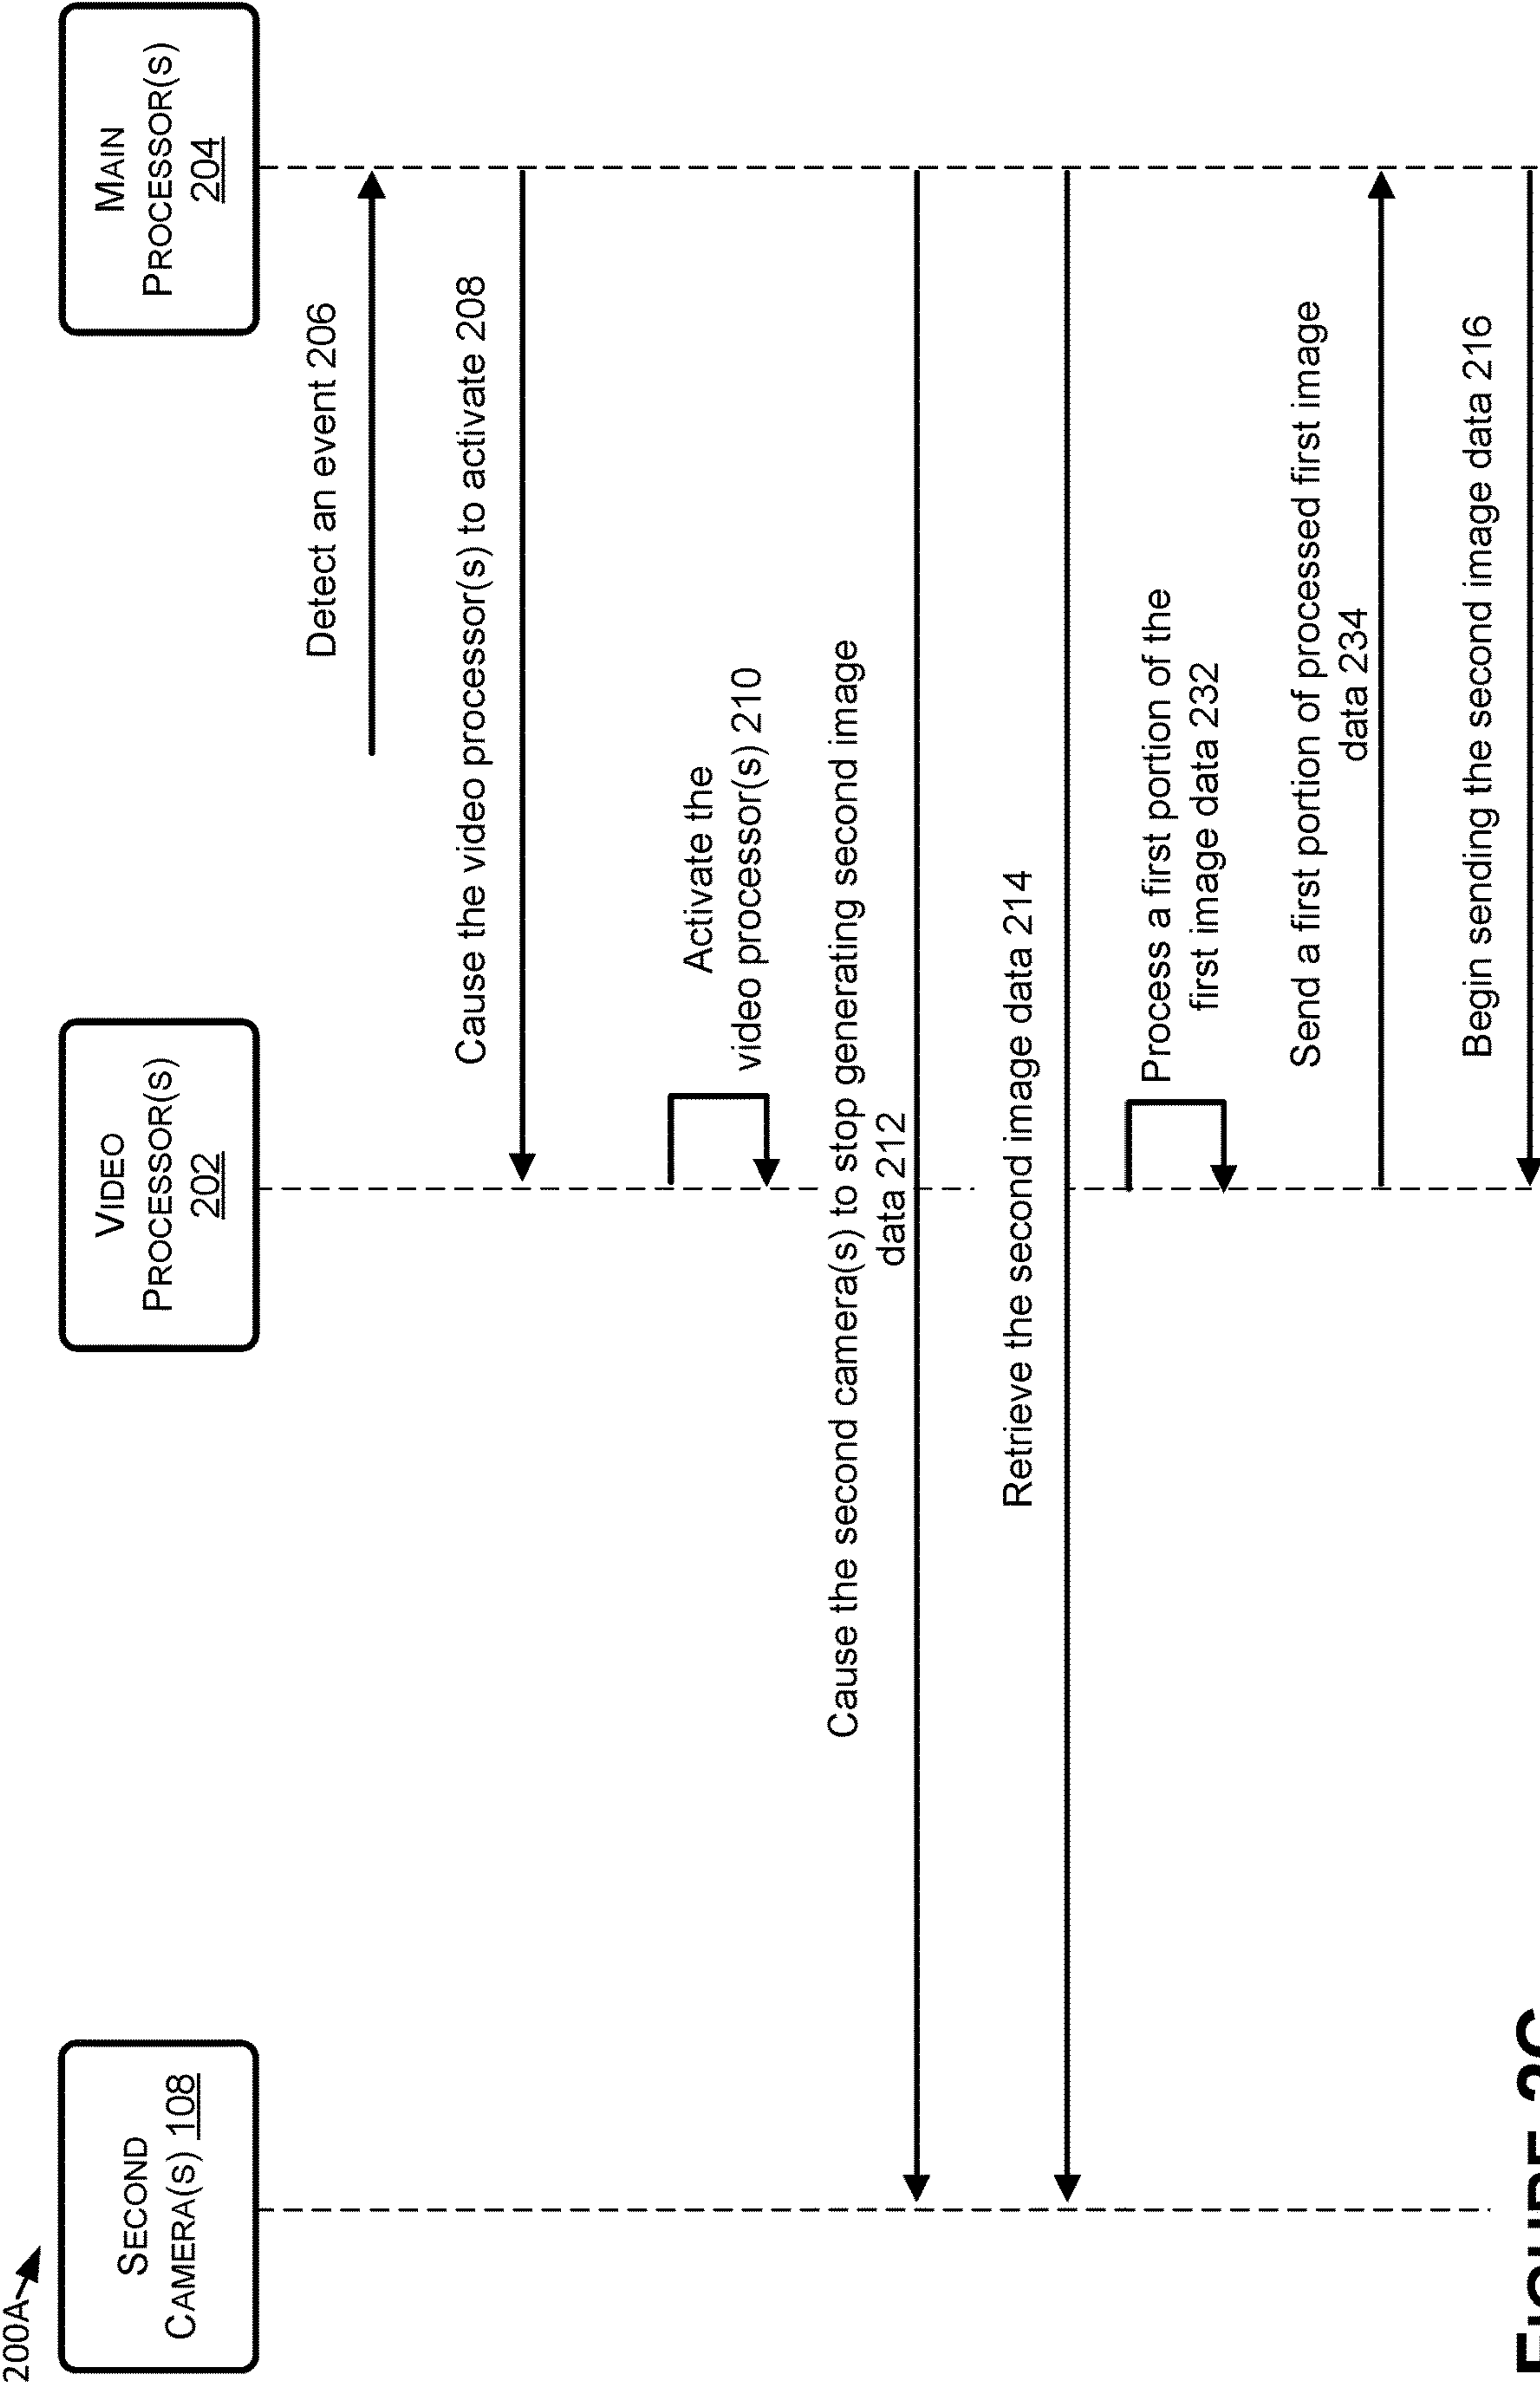 200A
SECOND
CAMERA(S) 108
VIDEO
PROCESSOR(S)
202
MAIN
PROCESSOR(S)
204
Detect an event 206
Cause the video processor(s) to activate 208
Activate the
video processor(s) 210
Cause the second camera(s) to stop generating second image
data 212
Retrieve the second image data 214
Process a first portion of the
first image data 232
Send a first portion of processed first image
data 234
Begin sending the second image data 216
FIGURE 2C